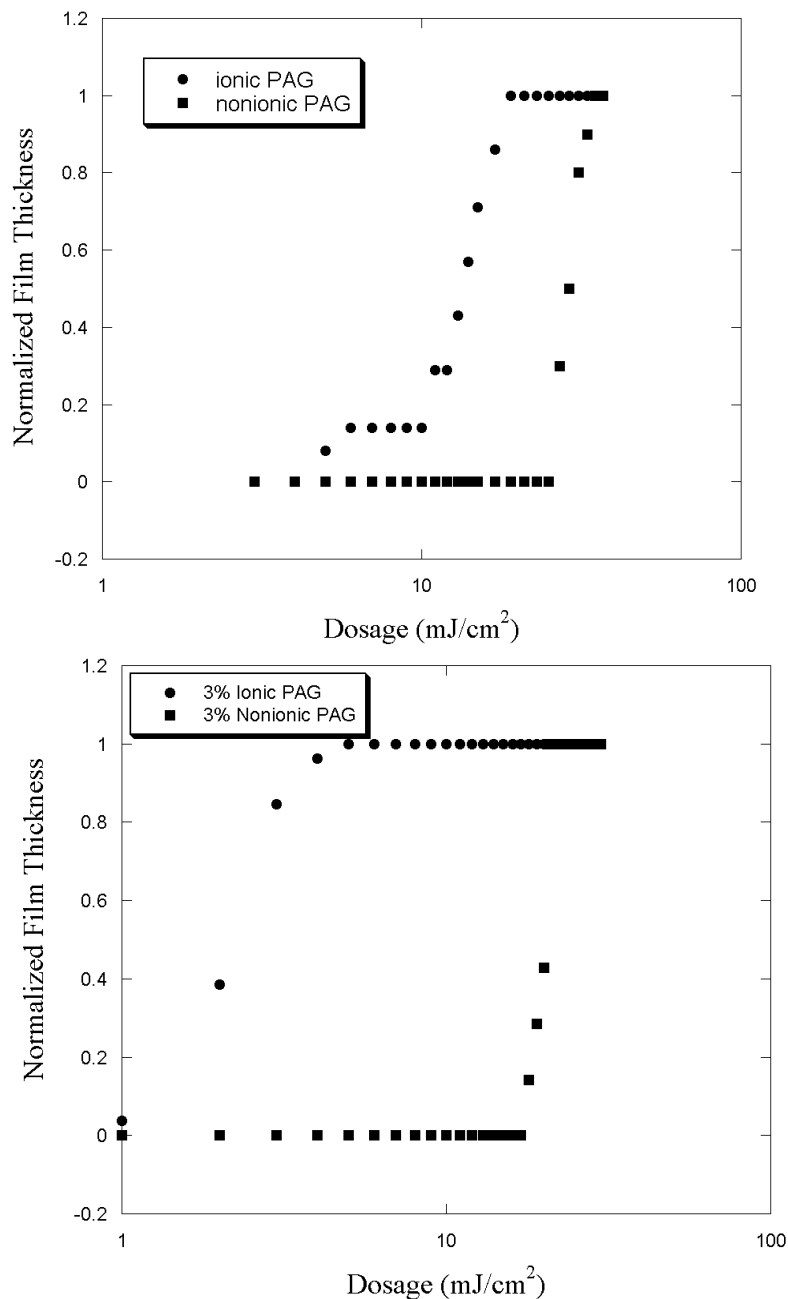 1.2
ionic PAG
nonionic PAG
1
0.8
0.6
0.4
0.2
0
-0.2
Normalized Film Thickness
1
10
100
Dosage (mJ/cm²)
1.2
3% Ionic PAG
3% Nonionic PAG
1
0.8
0.6
0.4
0.2
0
-0.2
Normalized Film Thickness
1
10
100
Dosage (mJ/cm²)